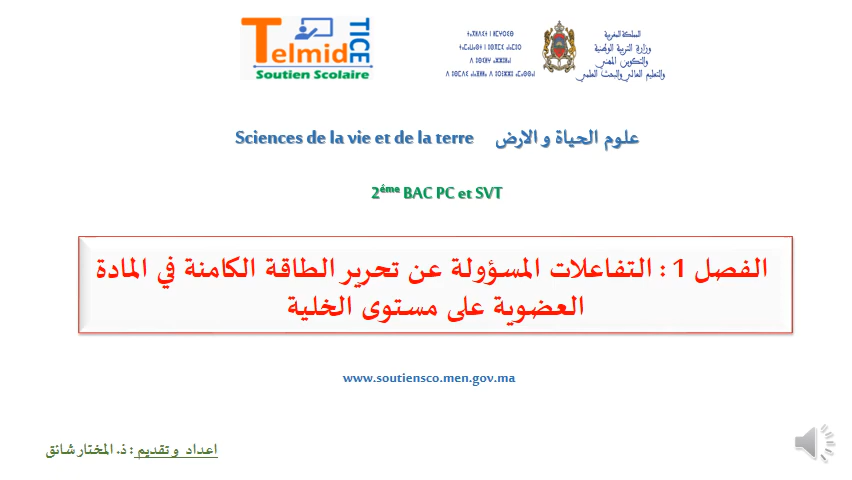 Telmid TICE
Soutien Scolaire
المملكة المغربية
وزارة التربية الوطنية
والتكوين المهني
والتعليم العالي والبحث العلمي
Sciences de la vie et de la terre علوم الحياة و الارض
2éme BAC PC et SVT
الفصل 1 : التفاعلات المسؤولة عن تحرير الطاقة الكامنة في المادة
العضوية على مستوى الخلية
www.soutiensco.men.gov.ma
اعداد و تقديم : ذ. المختار شائق